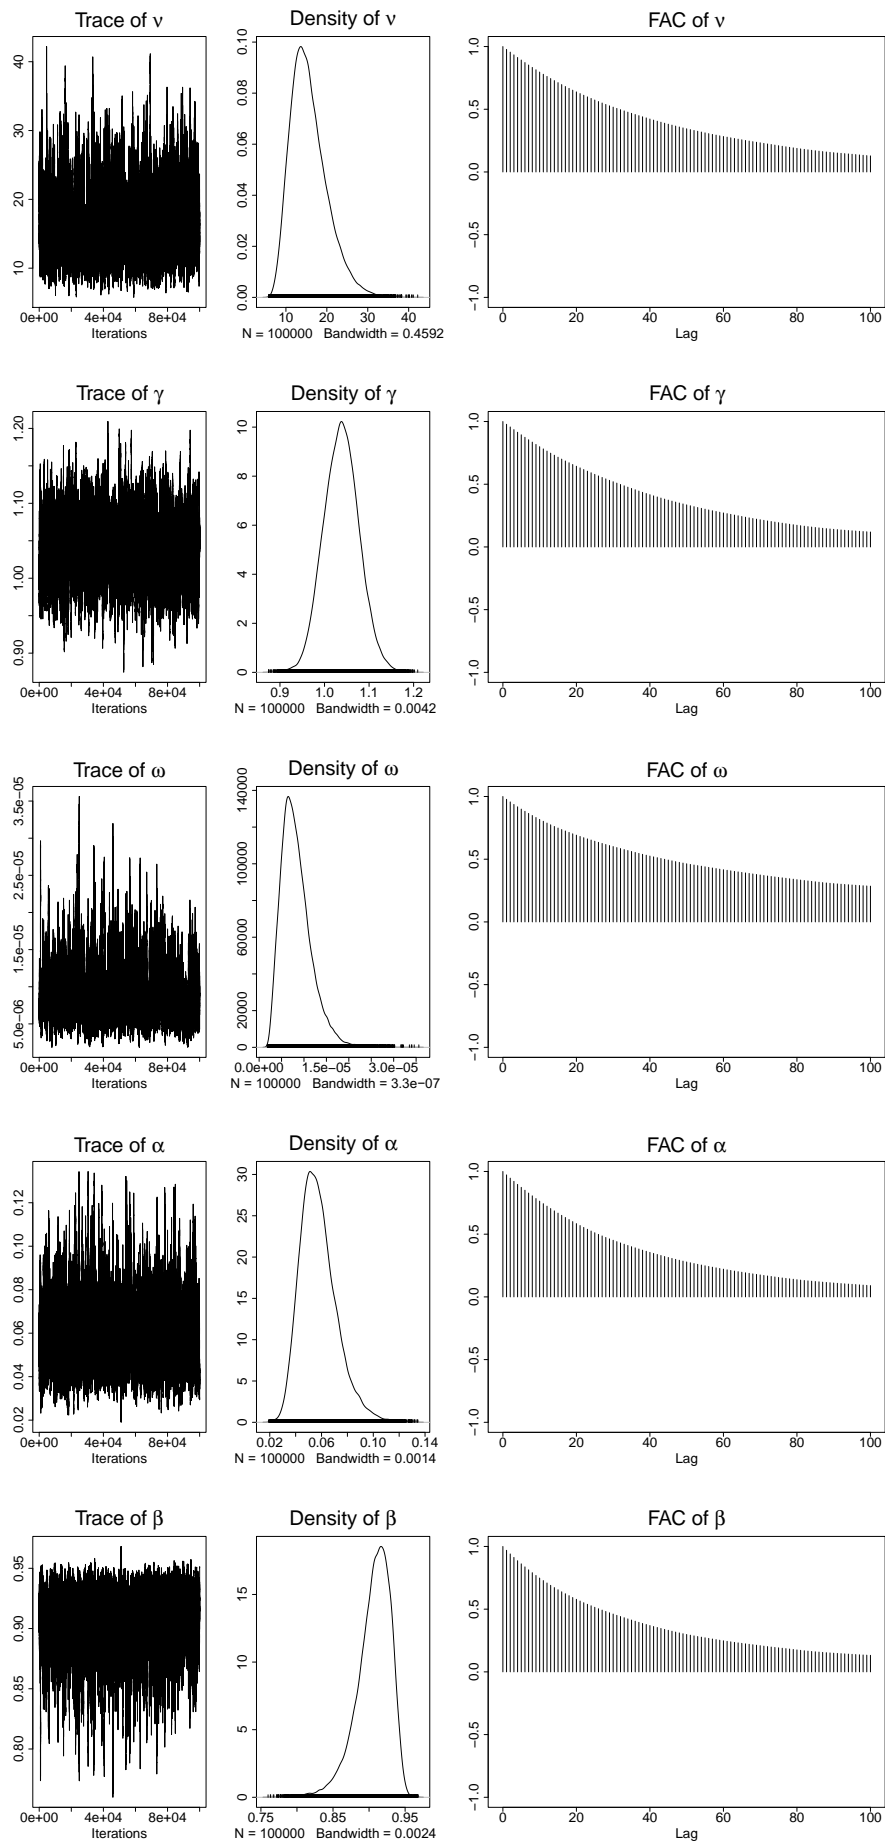 Trace of ν
Density of ν
FAC of ν
10 20 30 40
0e+00 4e+04 8e+04
Iterations
0.00 0.02 0.04 0.06 0.08 0.10
10 20 30 40
N = 100000 Bandwidth = 0.4592
−1.0 −0.5 0.0 0.5 1.0
0 20 40 60 80 100
Lag
Trace of γ
Density of γ
FAC of γ
0.90 1.00 1.10 1.20
0e+00 4e+04 8e+04
Iterations
0 2 4 6 8 10
0.9 1.0 1.1 1.2
N = 100000 Bandwidth = 0.0042
−1.0 −0.5 0.0 0.5 1.0
0 20 40 60 80 100
Lag
Trace of ω
Density of ω
FAC of ω
5.0e−06 1.5e−05 2.5e−05 3.5e−05
0e+00 4e+04 8e+04
Iterations
0 20000 60000 100000 140000
0.0e+00 1.5e−05 3.0e−05
N = 100000 Bandwidth = 3.3e−07
−1.0 −0.5 0.0 0.5 1.0
0 20 40 60 80 100
Lag
Trace of α
Density of α
FAC of α
0.02 0.04 0.06 0.08 0.10 0.12
0e+00 4e+04 8e+04
Iterations
0 5 10 15 20 25 30
0.02 0.06 0.10 0.14
N = 100000 Bandwidth = 0.0014
−1.0 −0.5 0.0 0.5 1.0
0 20 40 60 80 100
Lag
Trace of β
Density of β
FAC of β
0.80 0.85 0.90 0.95
0e+00 4e+04 8e+04
Iterations
0 5 10 15
0.75 0.85 0.95
N = 100000 Bandwidth = 0.0024
−1.0 −0.5 0.0 0.5 1.0
0 20 40 60 80 100
Lag